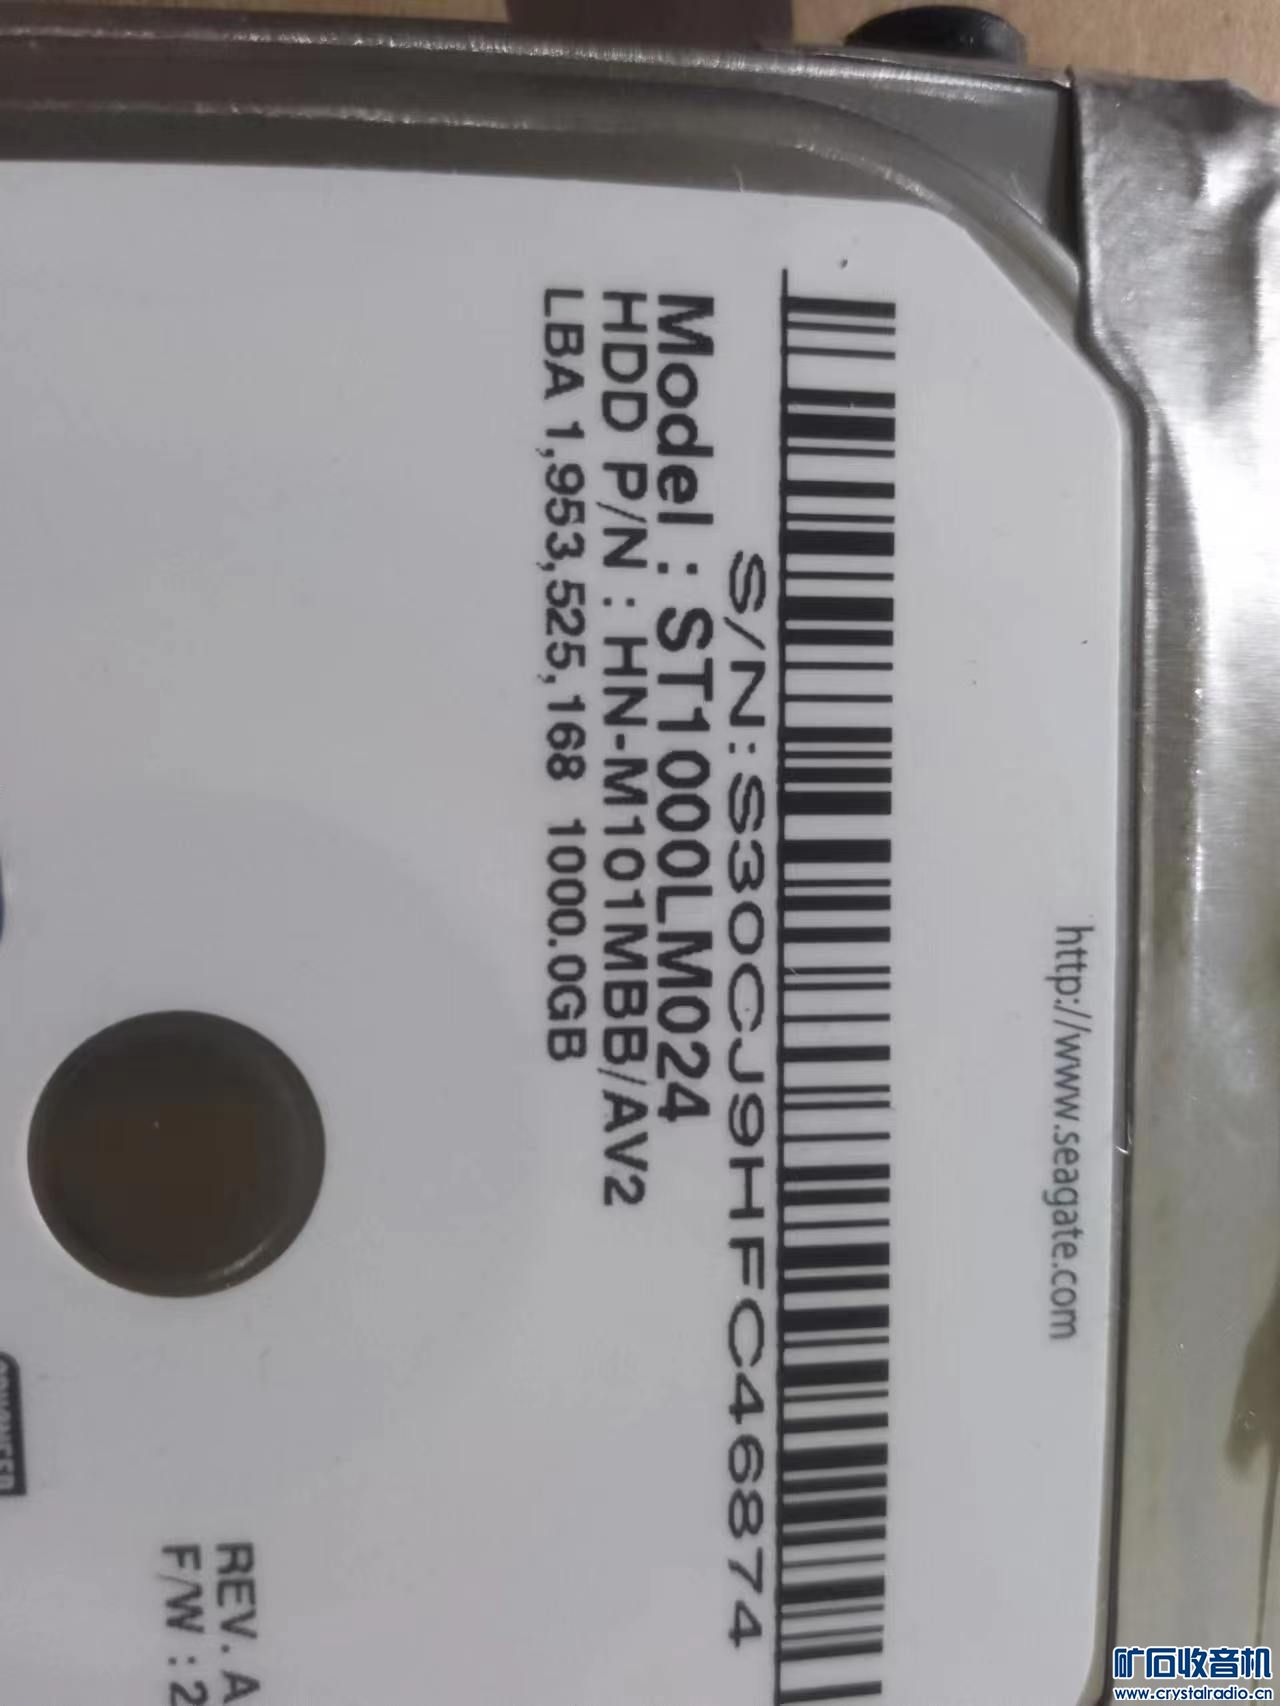 http://www.seagate.com
S/N:S30CJ9HFC46874
Model : ST1000LM024
HDD P/N : HN-M101MBB/AV2
LBA 1,953,525,168 1000.0GB
REV. A
F/W : 2
矿石收音机
www.crystalradio.cn